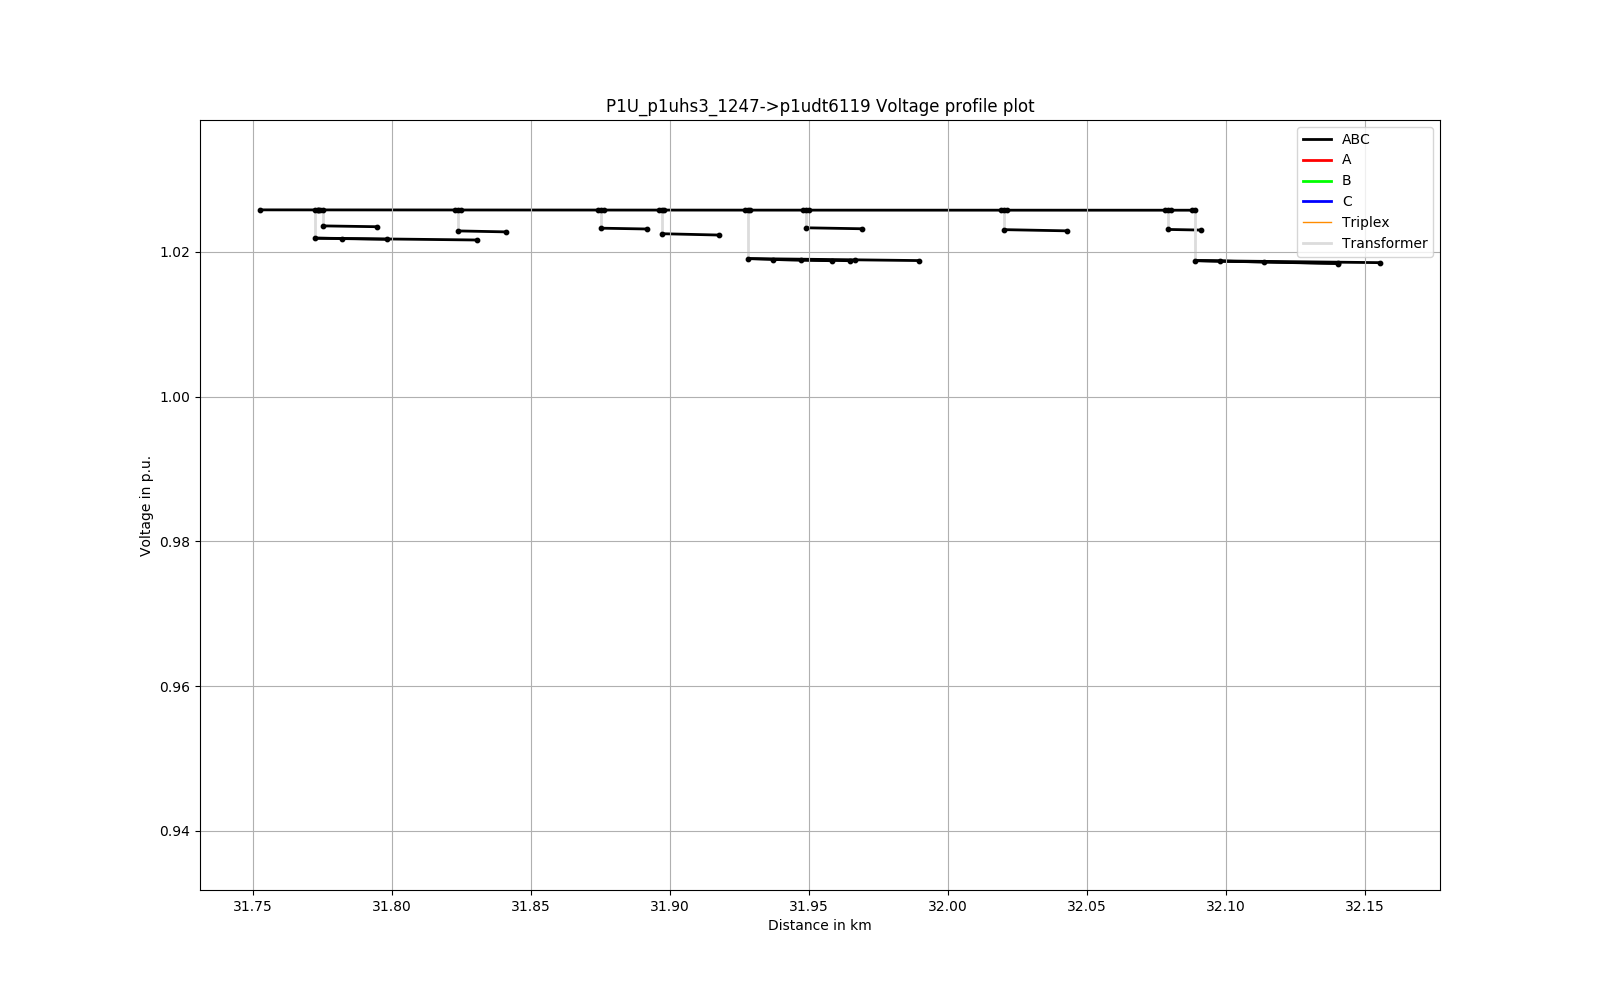 P1U_p1uhs3_1247->p1udt6119 Voltage profile plot
ABC
A
B
C
Triplex
Transformer
1.02
1.00
0.98
0.96
0.94
Voltage in p.u.
31.75 31.80 31.85 31.90 31.95 32.00 32.05 32.10 32.15
Distance in km